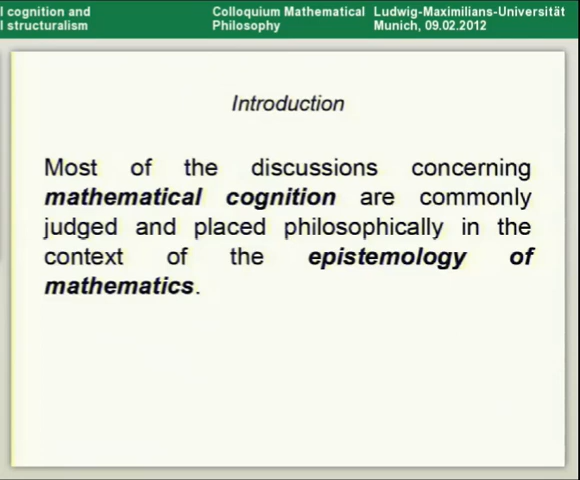 l cognition and
l structuralism
Colloquium Mathematical
Philosophy
Ludwig-Maximilians-Universität
Munich, 09.02.2012
Introduction
Most of the discussions concerning
mathematical cognition are commonly
judged and placed philosophically in the
context of the epistemology of
mathematics.